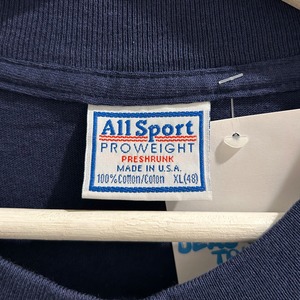 All Sport
PROWEIGHT
PRESHRUNK
MADE IN U.S.A.
100% Cotton/Coton XL(48)